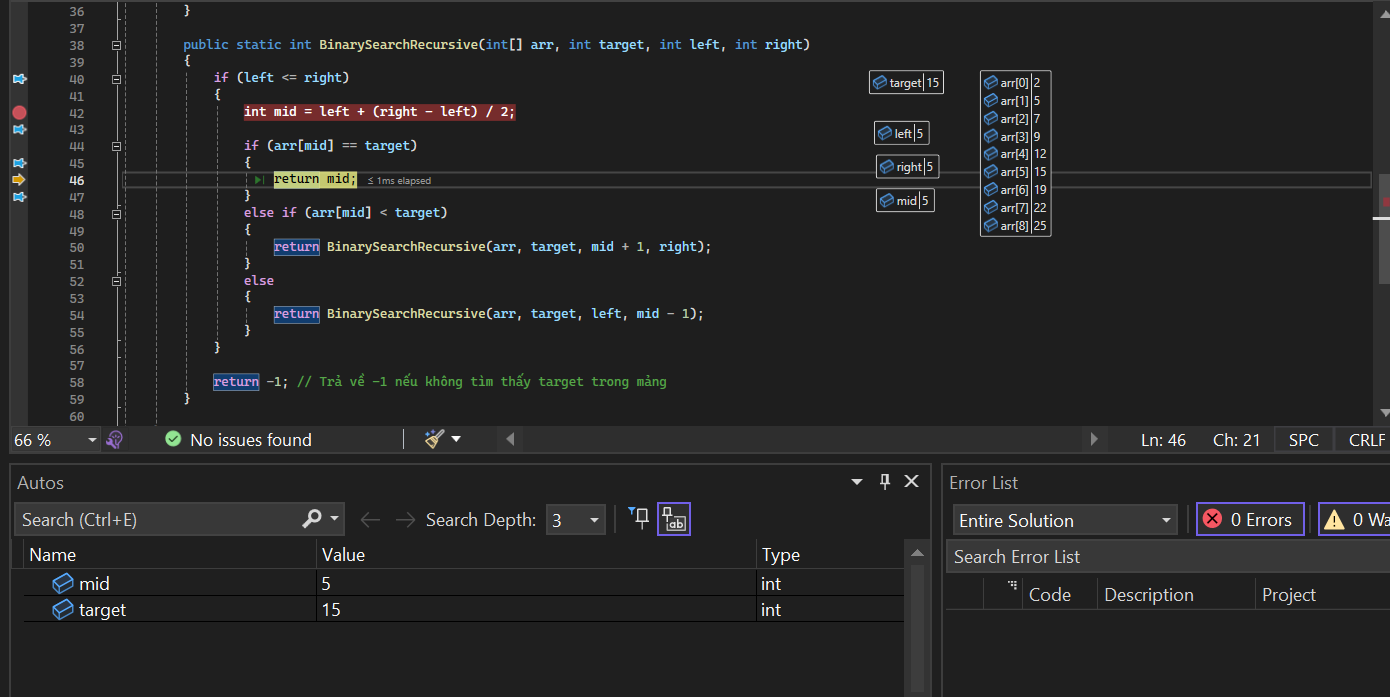 36 }
37
38 public static int BinarySearchRecursive(int[] arr, int target, int left, int right)
39 {
40 if (left <= right)
41 {
42 int mid = left + (right - left) / 2;
43
44 if (arr[mid] == target)
45 {
46 return mid; ≤ 1ms elapsed
47 }
48 else if (arr[mid] < target)
49 {
50 return BinarySearchRecursive(arr, target, mid + 1, right);
51 }
52 else
53 {
54 return BinarySearchRecursive(arr, target, left, mid - 1);
55 }
56 }
57
58 return -1; // Trả về -1 nếu không tìm thấy target trong mảng
59 }
60
target 15
left 5
right 5
mid 5
arr[0] 2
arr[1] 5
arr[2] 7
arr[3] 9
arr[4] 12
arr[5] 15
arr[6] 19
arr[7] 22
arr[8] 25
66 % No issues found Ln: 46 Ch: 21 SPC CRLF
Autos
Search (Ctrl+E) Search Depth: 3
Name Value Type
mid 5 int
target 15 int
Error List
Entire Solution 0 Errors 0 Wa
Search Error List
Code Description Project